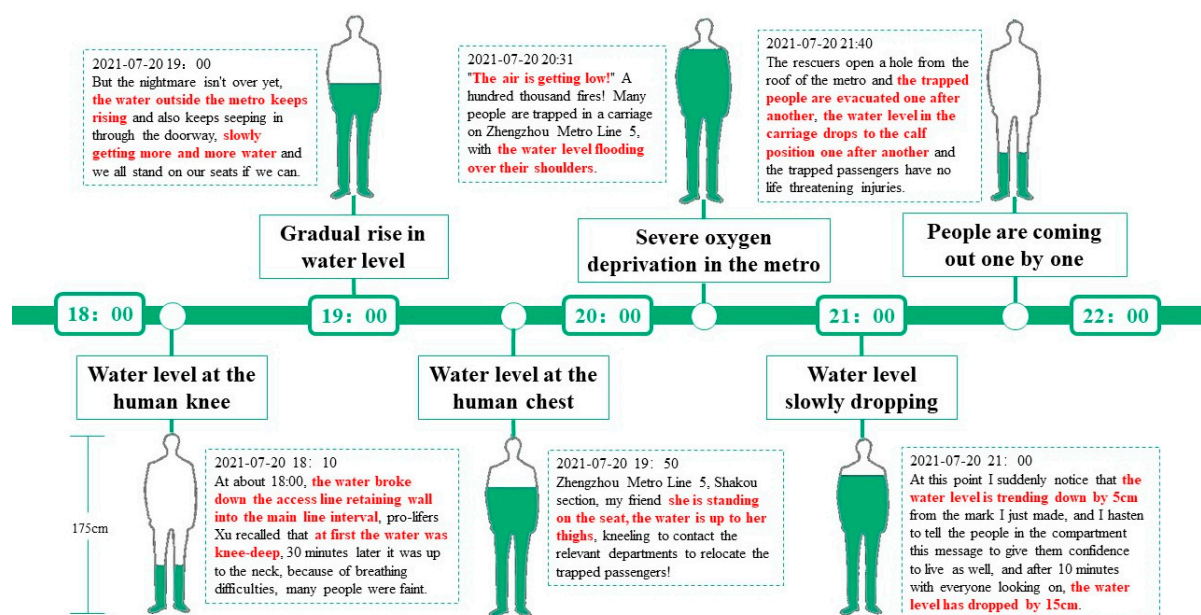 2021-07-20 19：00
But the nightmare isn't over yet,
the water outside the metro keeps
rising and also keeps seeping in
through the doorway, slowly
getting more and more water and
we all stand on our seats if we can.
2021-07-20 20:31
"The air is getting low!" A
hundred thousand fires! Many
people are trapped in a carriage
on Zhengzhou Metro Line 5,
with the water level flooding
over their shoulders.
2021-07-20 21:40
The rescuers open a hole from the
roof of the metro and the trapped
people are evacuated one after
another, the water level in the
carriage drops to the calf
position one after another and
the trapped passengers have no
life threatening injuries.
Gradual rise in
water level
Severe oxygen
deprivation in the metro
People are coming
out one by one
18：00
19：00
20：00
21：00
22：00
Water level at the
human knee
Water level at the
human chest
Water level
slowly dropping
175cm
2021-07-20 18：10
At about 18:00, the water broke
down the access line retaining wall
into the main line interval, pro-lifers
Xu recalled that at first the water was
knee-deep, 30 minutes later it was up
to the neck, because of breathing
difficulties, many people were faint.
2021-07-20 19：50
Zhengzhou Metro Line 5, Shakou
section, my friend she is standing
on the seat, the water is up to her
thighs, kneeling to contact the
relevant departments to relocate the
trapped passengers!
2021-07-20 21：00
At this point I suddenly notice that the
water level is trending down by 5cm
from the mark I just made, and I hasten
to tell the people in the compartment
this message to give them confidence
to live as well, and after 10 minutes
with everyone looking on, the water
level has dropped by 15cm.